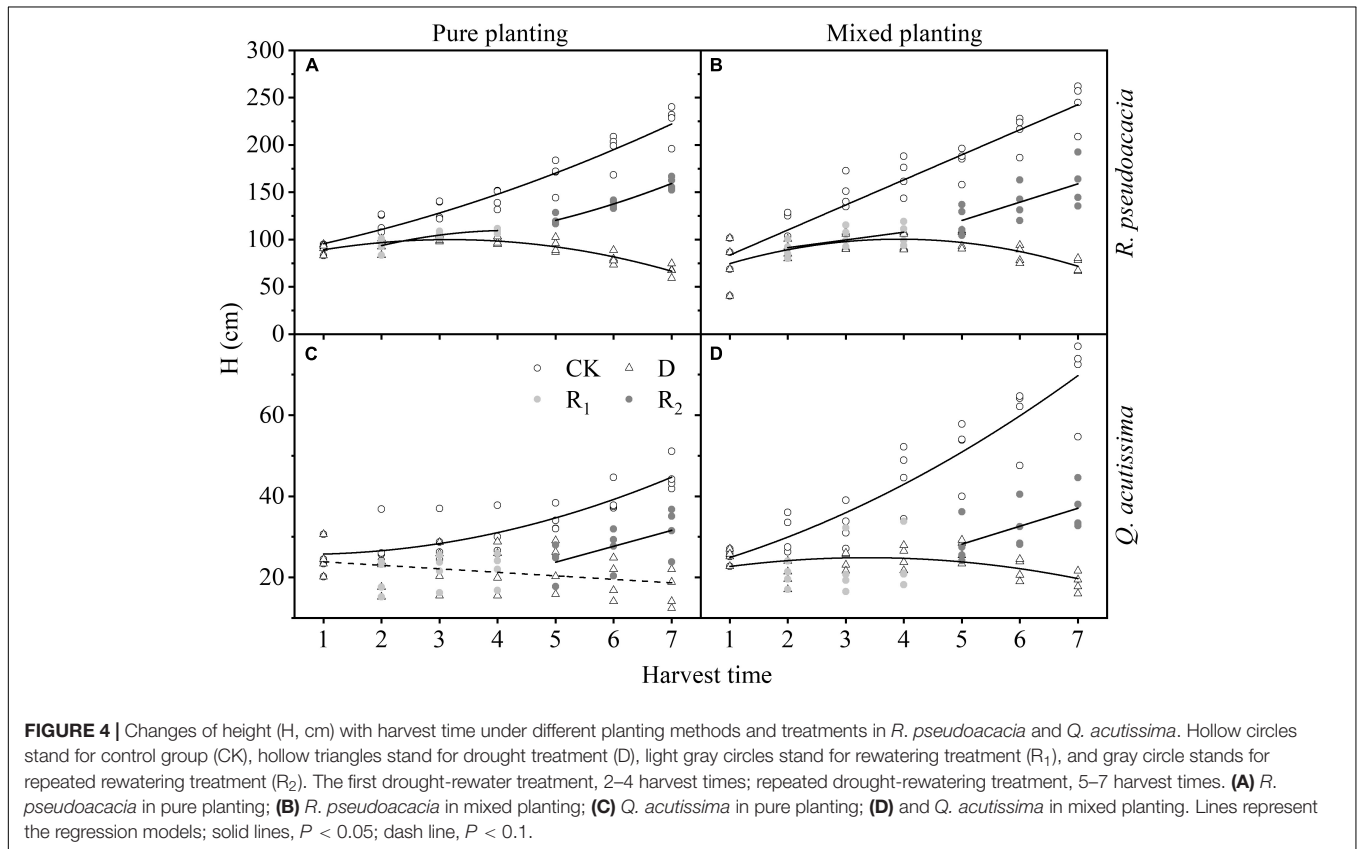 Pure planting
Mixed planting
300
250
200
150
100
50
0
A
B
R. pseudoacacia
H (cm)
60
40
20
C
D
CK
D
R₁
R₂
Q. acutissima
1 2 3 4 5 6 7
1 2 3 4 5 6 7
Harvest time
FIGURE 4 | Changes of height (H, cm) with harvest time under different planting methods and treatments in R. pseudoacacia and Q. acutissima. Hollow circles
stand for control group (CK), hollow triangles stand for drought treatment (D), light gray circles stand for rewatering treatment (R₁), and gray circle stands for
repeated rewatering treatment (R₂). The first drought-rewater treatment, 2–4 harvest times; repeated drought-rewatering treatment, 5–7 harvest times. (A) R.
pseudoacacia in pure planting; (B) R. pseudoacacia in mixed planting; (C) Q. acutissima in pure planting; (D) and Q. acutissima in mixed planting. Lines represent
the regression models; solid lines, P < 0.05; dash line, P < 0.1.